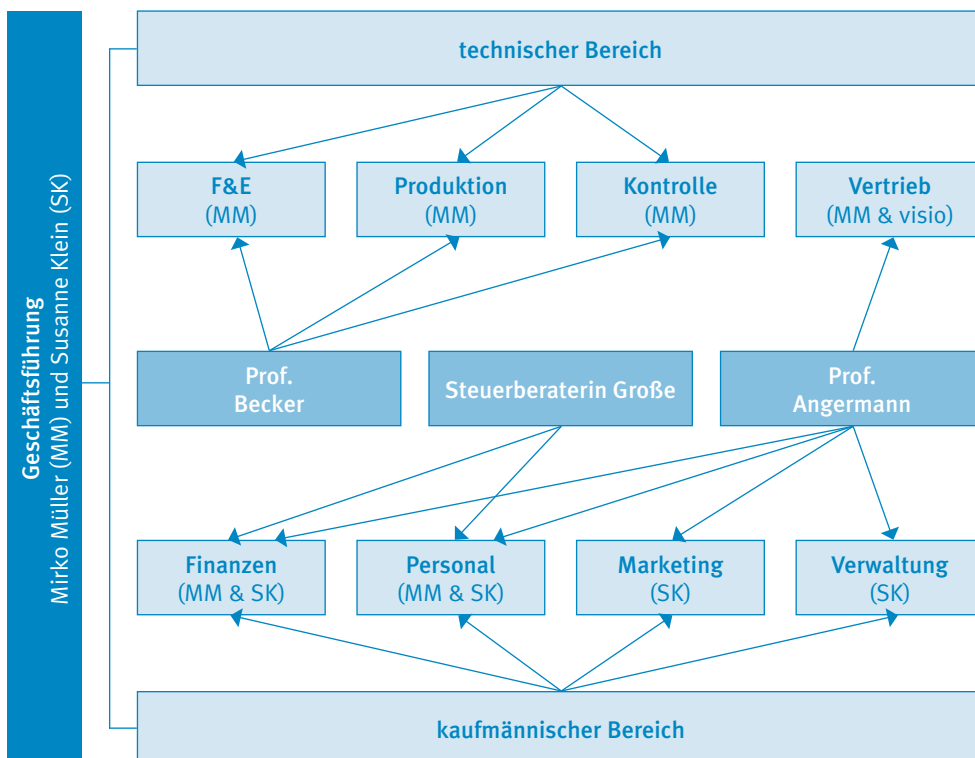 Geschäftsführung
Mirko Müller (MM) und Susanne Klein (SK)
technischer Bereich
F&E
(MM)
Produktion
(MM)
Kontrolle
(MM)
Vertrieb
(MM & visio)
Prof.
Becker
Steuerberaterin Große
Prof.
Angermann
Finanzen
(MM & SK)
Personal
(MM & SK)
Marketing
(SK)
Verwaltung
(SK)
kaufmännischer Bereich